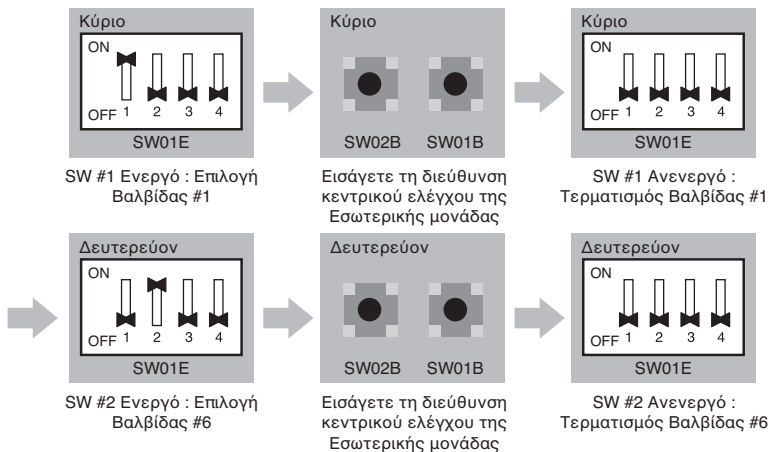 Κύριο
ON
OFF 1 2 3 4
SW01E
SW #1 Ενεργό : Επιλογή
Βαλβίδας #1
Κύριο
SW02B SW01B
Εισάγετε τη διεύθυνση
κεντρικού ελέγχου της
Εσωτερικής μονάδας
Κύριο
ON
OFF 1 2 3 4
SW01E
SW #1 Ανενεργό :
Τερματισμός Βαλβίδας #1
Δευτερεύον
ON
OFF 1 2 3 4
SW01E
SW #2 Ενεργό : Επιλογή
Βαλβίδας #6
Δευτερεύον
SW02B SW01B
Εισάγετε τη διεύθυνση
κεντρικού ελέγχου της
Εσωτερικής μονάδας
Δευτερεύον
ON
OFF 1 2 3 4
SW01E
SW #2 Ανενεργό :
Τερματισμός Βαλβίδας #6